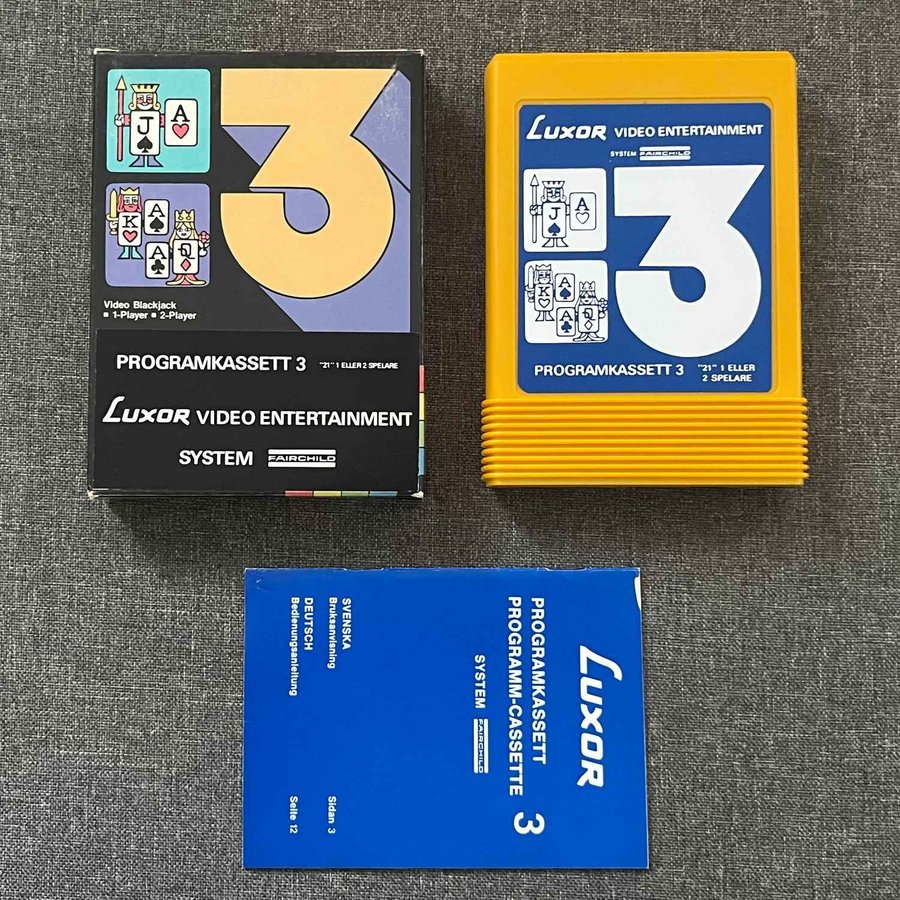 3
J
A
K
A
A
Q
Video Blackjack
▪ 1-Player ▪ 2-Player
PROGRAMKASSETT 3 "21" 1 ELLER 2 SPELARE
LUXOR VIDEO ENTERTAINMENT
SYSTEM FAIRCHILD
LUXOR VIDEO ENTERTAINMENT
SYSTEM FAIRCHILD
3
J
A
K
A
A
Q
PROGRAMKASSETT 3 "21" 1 ELLER
2 SPELARE
LUXOR
PROGRAMKASSETT
PROGRAMM-CASSETTE 3
SYSTEM FAIRCHILD
SVENSKA
Bruksanvisning Sidan 3
DEUTSCH
Bedienungsanleitung Seite 12